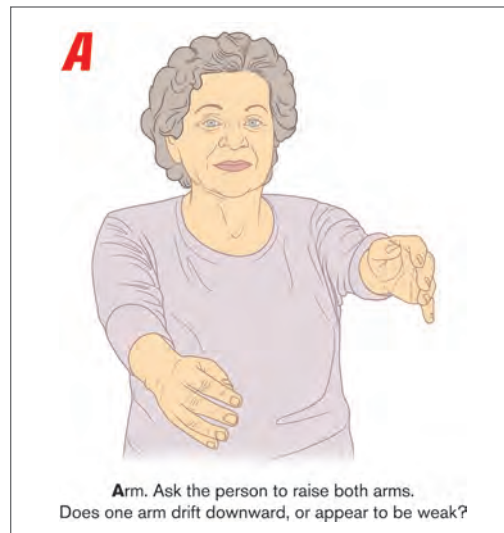 A
Arm. Ask the person to raise both arms.
Does one arm drift downward, or appear to be weak?